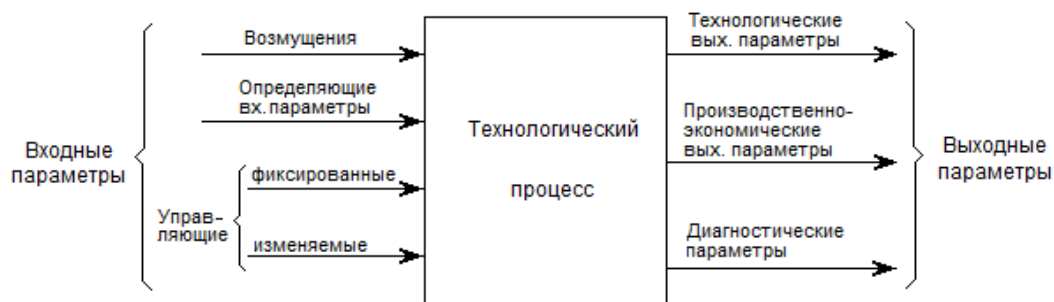 Входные
параметры
Возмущения
Определяющие
вх.параметры
Управ-
ляющие
фиксированные
изменяемые
Технологический
процесс
Технологические
вых. параметры
Производственно-
экономические
вых. параметры
Диагностические
параметры
Выходные
параметры